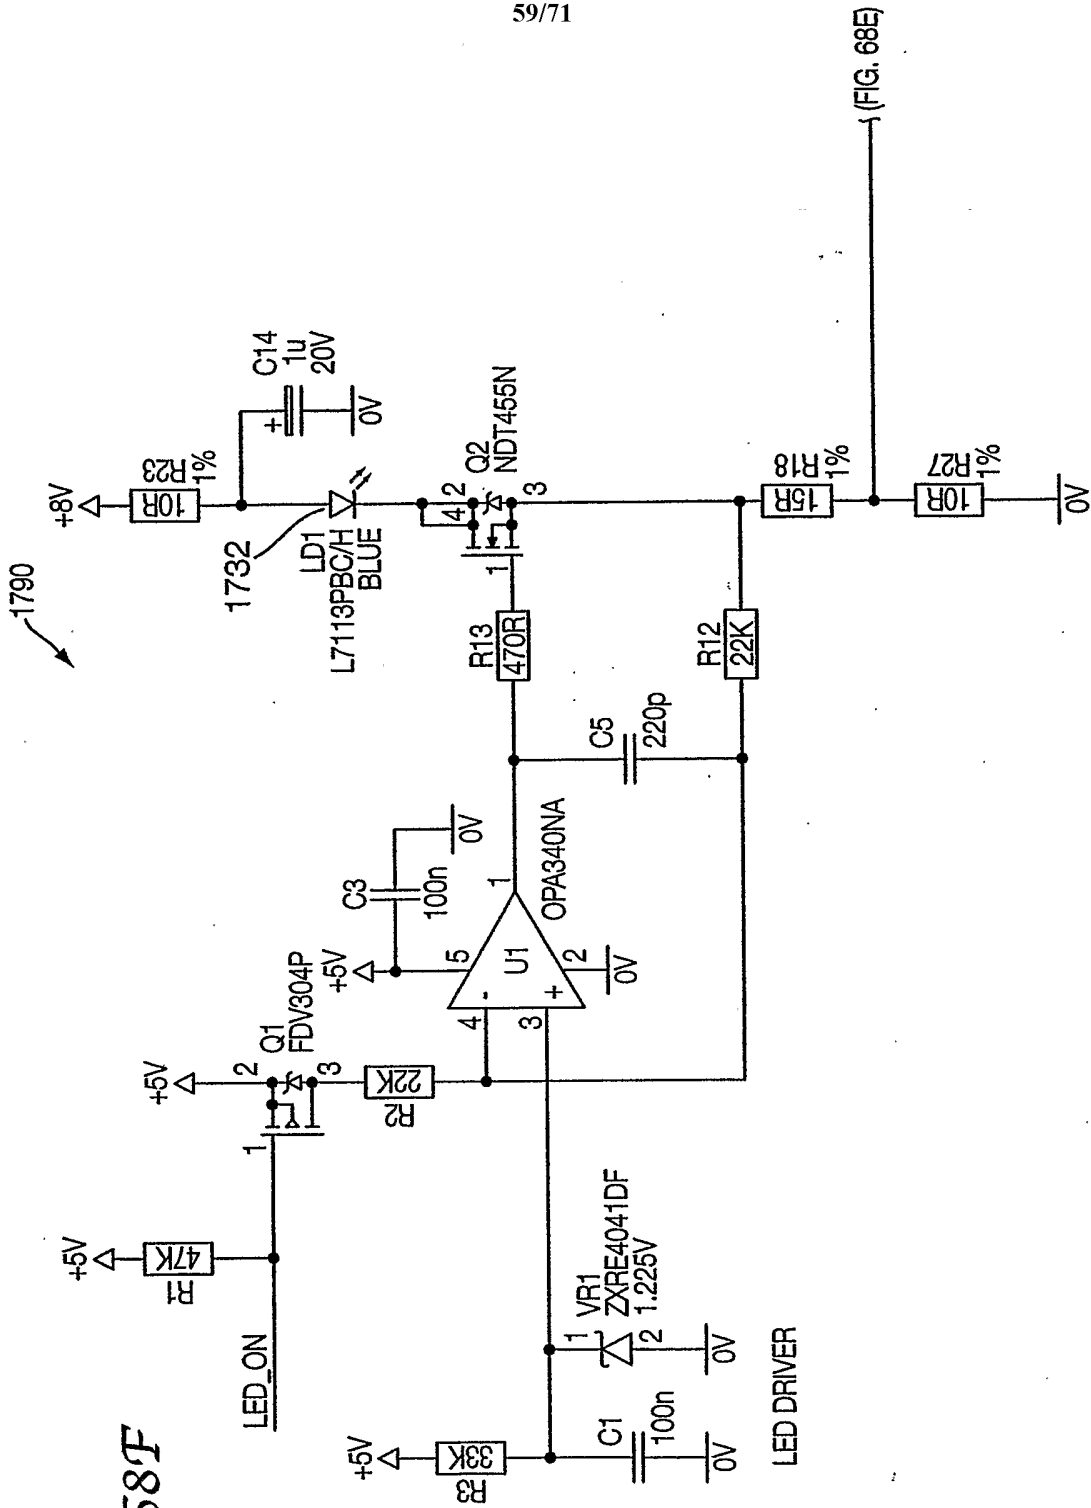 59/71
1790
+8V
10R
R23
1%
C14
1u
20V
+
0V
1732
LD1
L7113PBC/H
BLUE
2
4
Q2
NDT455N
1
3
R13
470R
R12
22K
15R
R18
1%
10R
R27
1%
0V
(FIG. 68E)
C5
220p
+5V
C3
100n
0V
5
U1
1
OPA340NA
-
+
4
3
2
0V
+5V
2
Q1
FDV304P
1
3
22K
R2
+5V
47K
R1
LED_ON
+5V
33K
R3
C1
100n
0V
1
VR1
ZXRE4041DF
1.225V
2
0V
LED DRIVER
68F